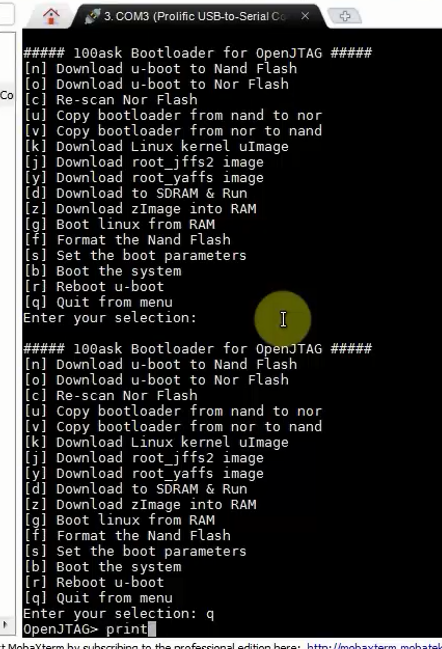 3. COM3 (Prolific USB-to-Serial Co
Co
##### 100ask Bootloader for OpenJTAG #####
[n] Download u-boot to Nand Flash
[o] Download u-boot to Nor Flash
[c] Re-scan Nor Flash
[u] Copy bootloader from nand to nor
[v] Copy bootloader from nor to nand
[k] Download Linux kernel uImage
[j] Download root_jffs2 image
[y] Download root_yaffs image
[d] Download to SDRAM & Run
[z] Download zImage into RAM
[g] Boot linux from RAM
[f] Format the Nand Flash
[s] Set the boot parameters
[b] Boot the system
[r] Reboot u-boot
[q] Quit from menu
Enter your selection:
##### 100ask Bootloader for OpenJTAG #####
[n] Download u-boot to Nand Flash
[o] Download u-boot to Nor Flash
[c] Re-scan Nor Flash
[u] Copy bootloader from nand to nor
[v] Copy bootloader from nor to nand
[k] Download Linux kernel uImage
[j] Download root_jffs2 image
[y] Download root_yaffs image
[d] Download to SDRAM & Run
[z] Download zImage into RAM
[g] Boot linux from RAM
[f] Format the Nand Flash
[s] Set the boot parameters
[b] Boot the system
[r] Reboot u-boot
[q] Quit from menu
Enter your selection: q
OpenJTAG> print
MobaXterm by subscribing to the professional edition here: http://mobaxterm.mobatek